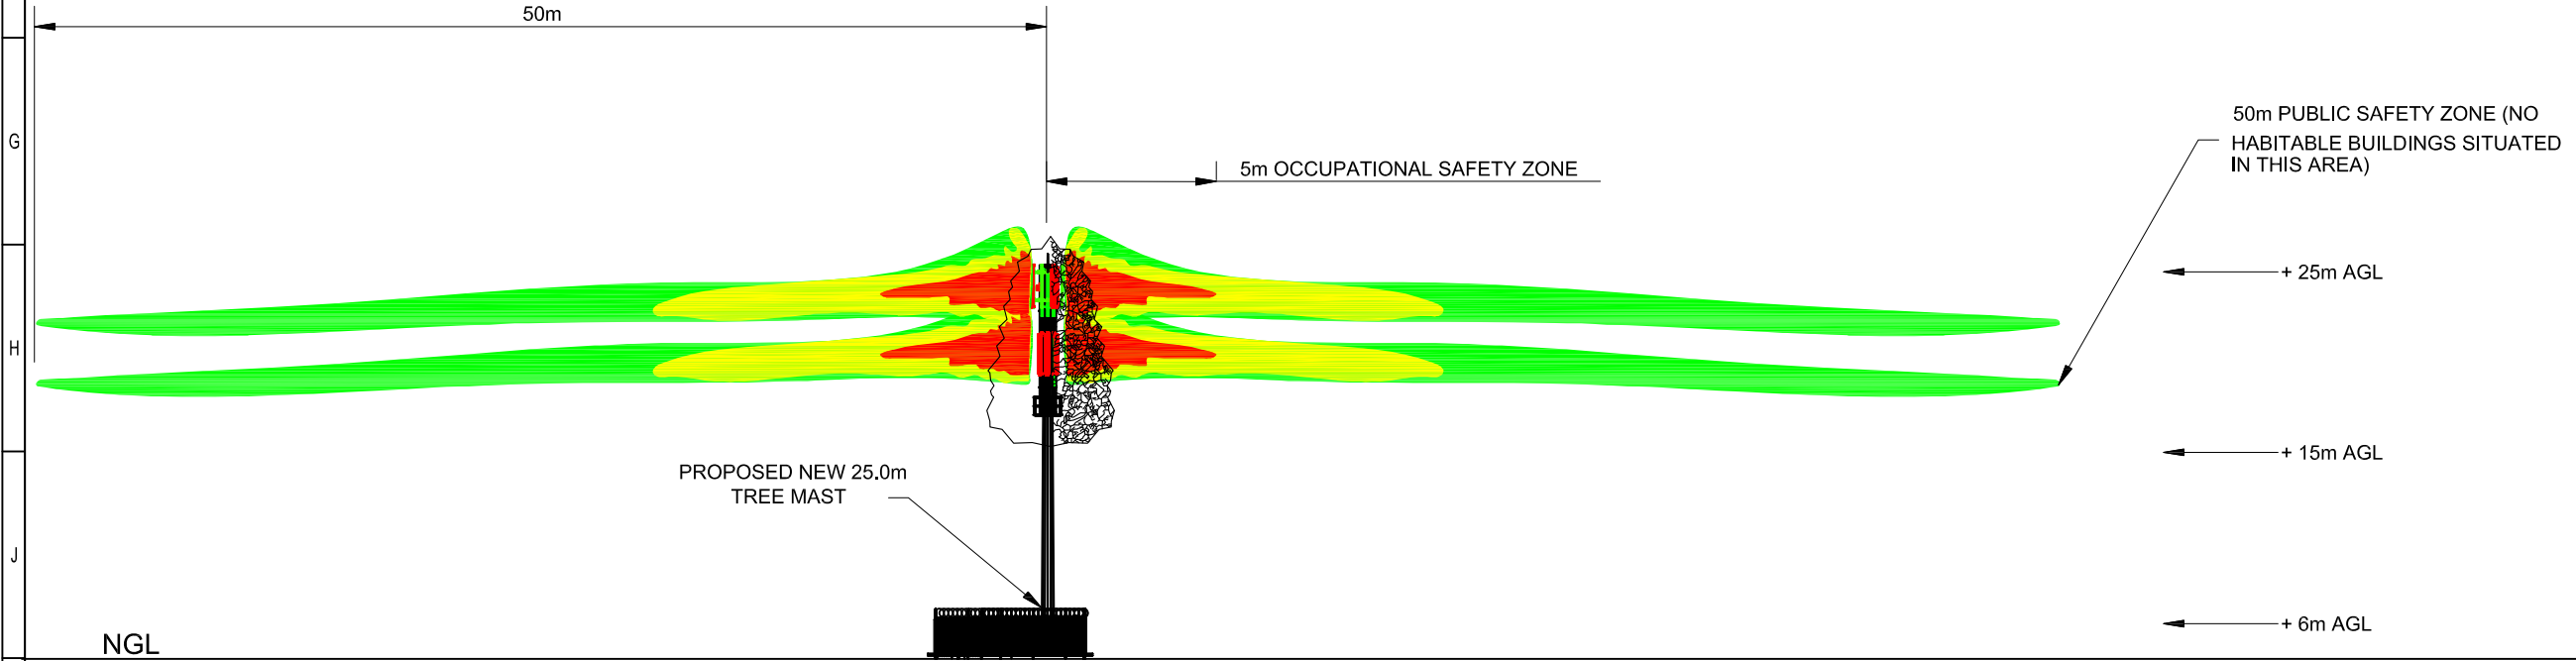 50m
G
50m PUBLIC SAFETY ZONE (NO
HABITABLE BUILDINGS SITUATED
IN THIS AREA)
5m OCCUPATIONAL SAFETY ZONE
+ 25m AGL
H
+ 15m AGL
PROPOSED NEW 25.0m
TREE MAST
J
+ 6m AGL
NGL